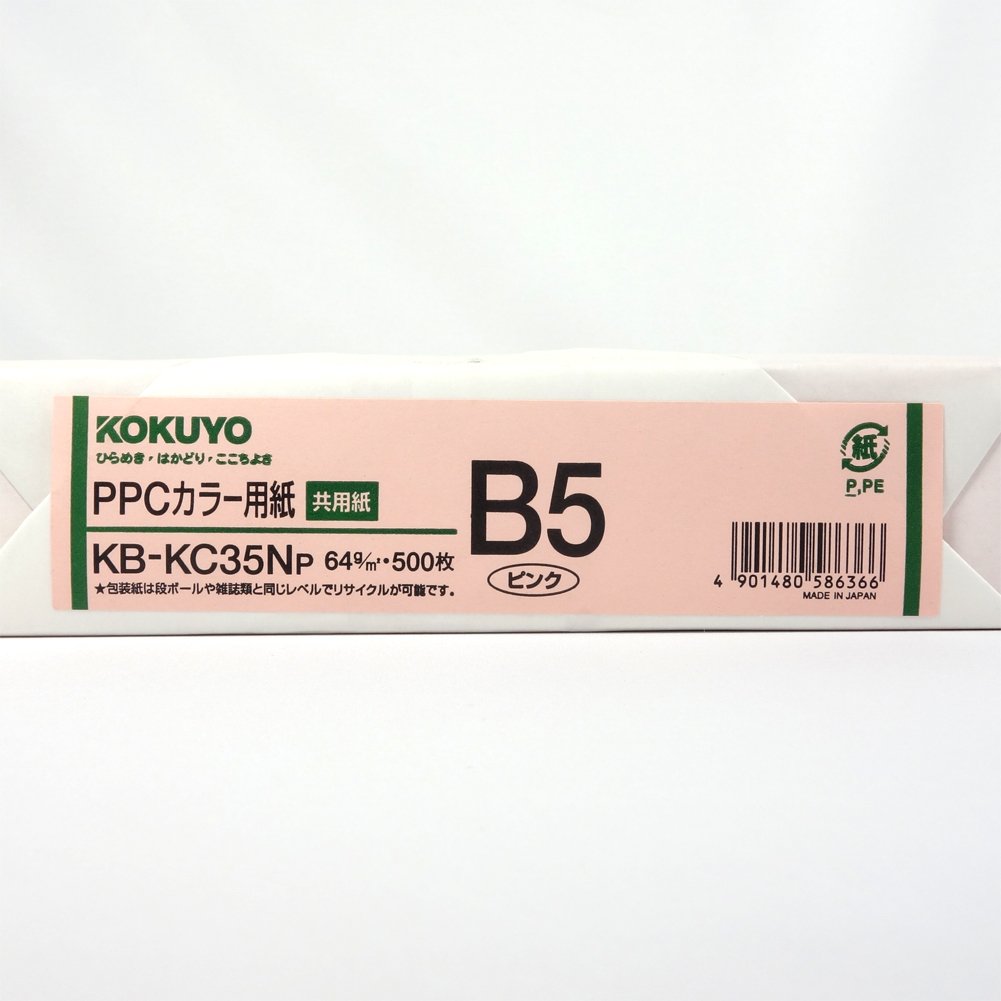 KOKUYO
ひらめき・はかどり・ここちよさ
PPCカラー用紙 共用紙
KB-KC35NP 64g/m²・500枚
★包装紙は段ボールや雑誌類と同じレベルでリサイクルが可能です。
B5
ピンク
紙
P,PE
4 901480 586366
MADE IN JAPAN